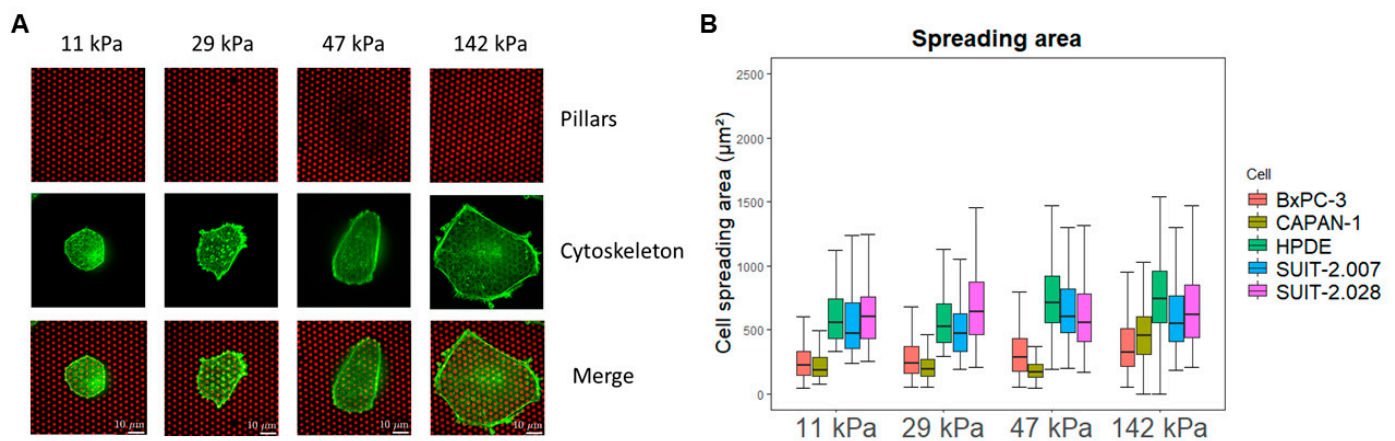 A
11 kPa 29 kPa 47 kPa 142 kPa
Pillars
Cytoskeleton
Merge
10 µm 10 µm 10 µm 10 µm
B
Spreading area
Cell spreading area (µm²)
2500
2000
1500
1000
500
0
11 kPa 29 kPa 47 kPa 142 kPa
Cell
BxPC-3
CAPAN-1
HPDE
SUIT-2.007
SUIT-2.028